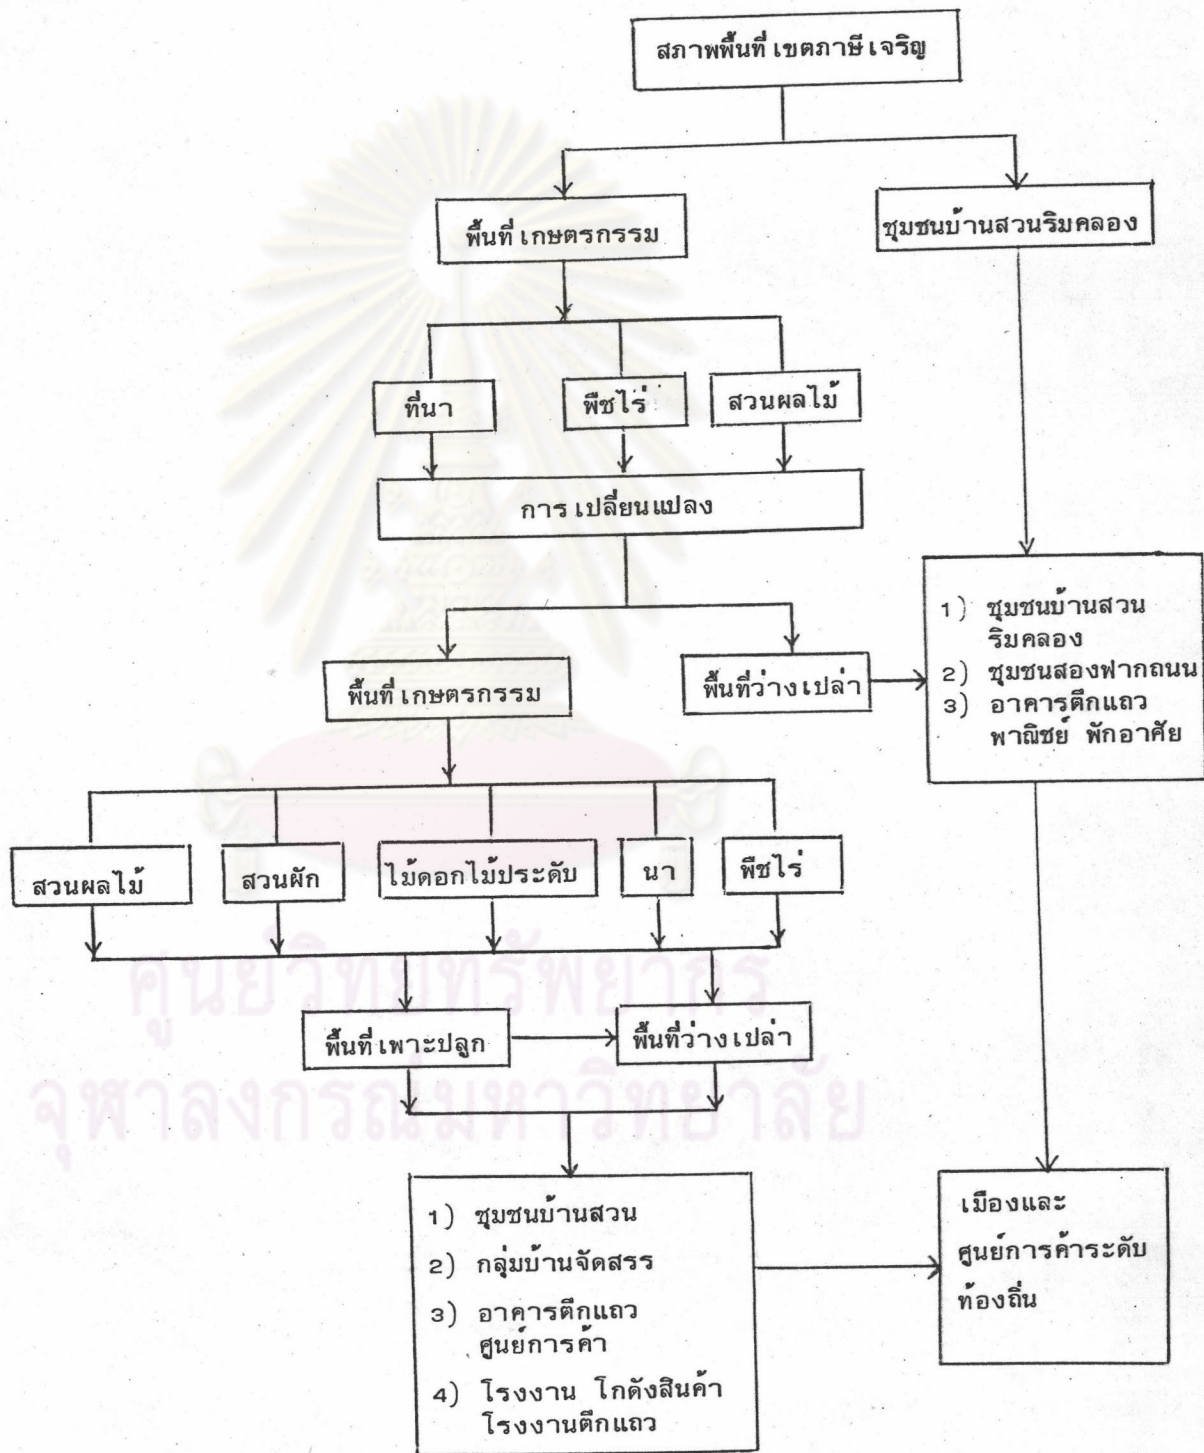 สภาพพื้นที่เขตภาษีเจริญ
พื้นที่เกษตรกรรม
ชุมชนบ้านสวนริมคลอง
ที่นา
พืชไร่
สวนผลไม้
การเปลี่ยนแปลง
พื้นที่เกษตรกรรม
พื้นที่ว่างเปล่า
1) ชุมชนบ้านสวน
ริมคลอง
2) ชุมชนสองฟากถนน
3) อาคารตึกแถว
พาณิชย์ พักอาศัย
สวนผลไม้
สวนผัก
ไม้ดอกไม้ประดับ
นา
พืชไร่
ศูนย์วิทยทรัพยากร
พื้นที่เพาะปลูก
พื้นที่ว่างเปล่า
จุฬาลงกรณ์มหาวิทยาลัย
1) ชุมชนบ้านสวน
2) กลุ่มบ้านจัดสรร
3) อาคารตึกแถว
ศูนย์การค้า
4) โรงงาน โกดังสินค้า
โรงงานตึกแถว
เมืองและ
ศูนย์การค้าระดับ
ท้องถิ่น